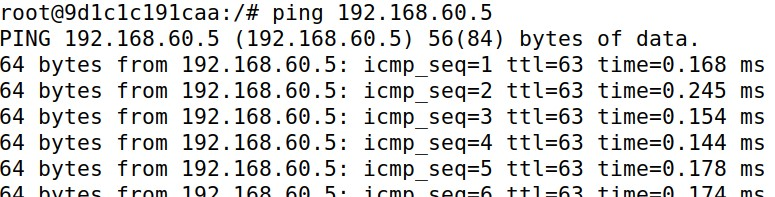 root@9d1c1c191caa:/# ping 192.168.60.5
PING 192.168.60.5 (192.168.60.5) 56(84) bytes of data.
64 bytes from 192.168.60.5: icmp_seq=1 ttl=63 time=0.168 ms
64 bytes from 192.168.60.5: icmp_seq=2 ttl=63 time=0.245 ms
64 bytes from 192.168.60.5: icmp_seq=3 ttl=63 time=0.154 ms
64 bytes from 192.168.60.5: icmp_seq=4 ttl=63 time=0.144 ms
64 bytes from 192.168.60.5: icmp_seq=5 ttl=63 time=0.178 ms
64 bytes from 192.168.60.5: icmp_seq=6 ttl=63 time=0.174 ms